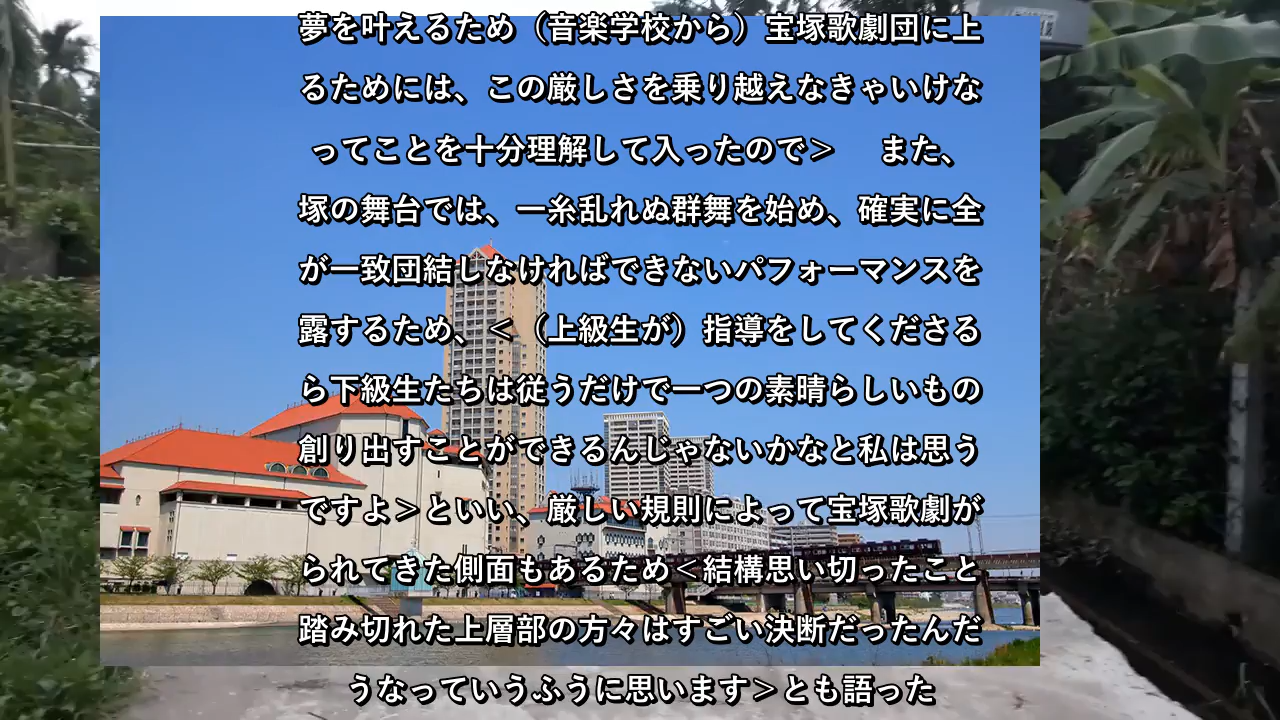 夢を叶えるため（音楽学校から）宝塚歌劇団に上
るためには、この厳しさを乗り越えなきゃいけな
ってことを十分理解して入ったので＞　また、
塚の舞台では、一糸乱れぬ群舞を始め、確実に全
が一致団結しなければできないパフォーマンスを
露するため、＜（上級生が）指導をしてくださる
ら下級生たちは従うだけで一つの素晴らしいもの
創り出すことができるんじゃないかなと私は思う
ですよ＞といい、厳しい規則によって宝塚歌劇が
られてきた側面もあるため＜結構思い切ったこと
踏み切れた上層部の方々はすごい決断だったんだ
うなっていうふうに思います＞とも語った